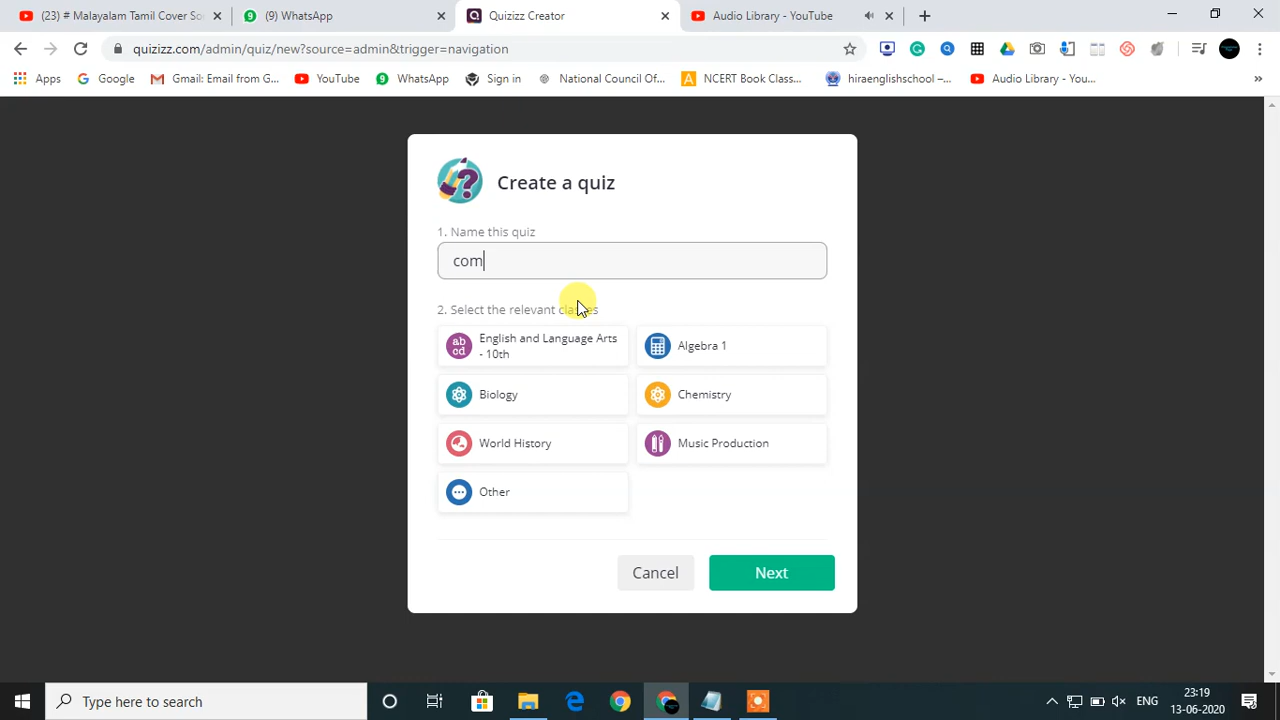 (23) # Malayalam Tamil Cover So
(9) WhatsApp
Quizizz Creator
Audio Library - YouTube
quizizz.com/admin/quiz/new?source=admin&trigger=navigation
Apps
Google
Gmail: Email from G...
YouTube
WhatsApp
Sign in
National Council Of...
NCERT Book Class...
hiraenglishschool –...
Audio Library - You...
»
Create a quiz
1. Name this quiz
com
2. Select the relevant classes
ab
cd
English and Language Arts
- 10th
Algebra 1
Biology
Chemistry
World History
Music Production
Other
Cancel
Next
Type here to search
ENG
23:19
13-06-2020